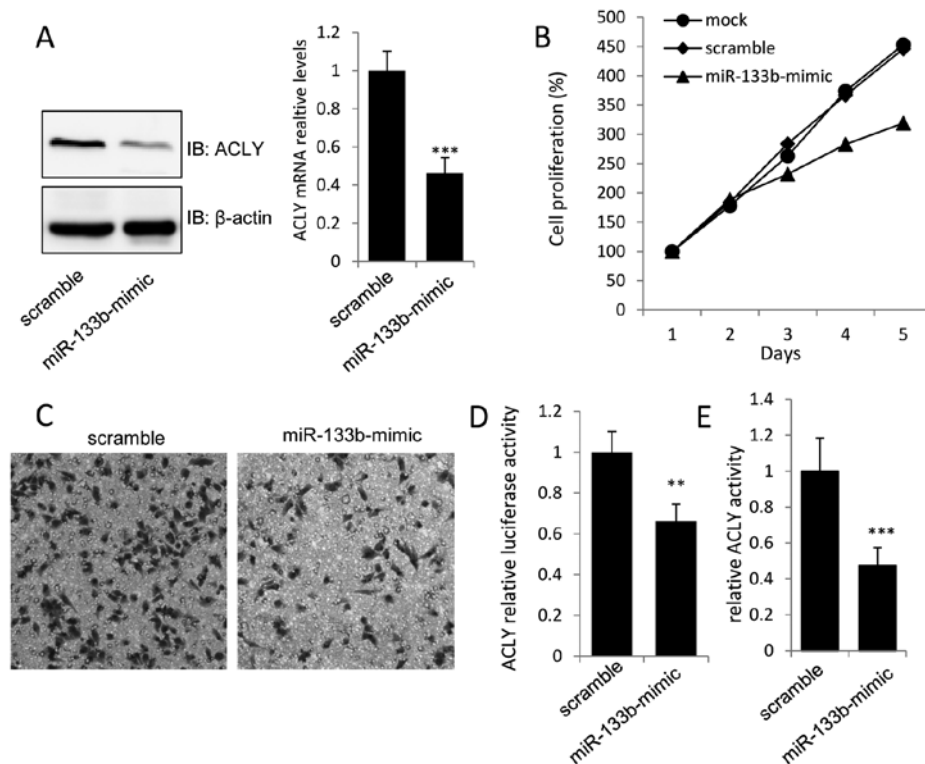 A
IB: ACLY
IB: β-actin
scramble
miR-133b-mimic
ACLY mRNA realtive levels
1.2
1
0.8
0.6
0.4
0.2
0
***
scramble
miR-133b-mimic
B
Cell proliferation (%)
500
450
400
350
300
250
200
150
100
50
0
mock
scramble
miR-133b-mimic
1 2 3 4 5
Days
C
scramble
miR-133b-mimic
D
ACLY relative luciferase activity
1.2
1
0.8
0.6
0.4
0.2
0
**
scramble
miR-133b-mimic
E
relative ACLY activity
1.4
1.2
1
0.8
0.6
0.4
0.2
0
***
scramble
miR-133b-mimic